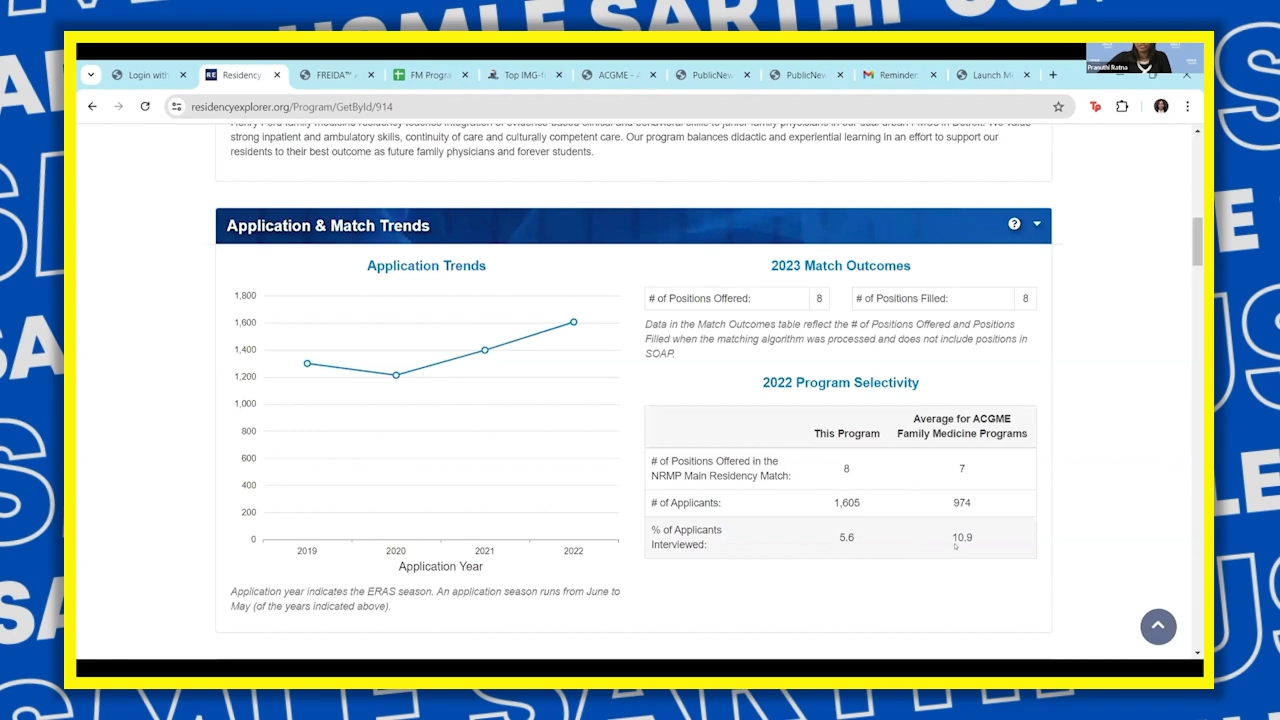 USMLE SARTHI
Pranuthi Ratna
Login with
RE Residency
FREIDA™
FM Progra
Top IMG-f
ACGME - A
PublicNew
PublicNew
Reminder
Launch M
residencyexplorer.org/Program/GetById/914
strong inpatient and ambulatory skills, continuity of care and culturally competent care. Our program balances didactic and experiential learning in an effort to support our
residents to their best outcome as future family physicians and forever students.
Application & Match Trends
?
Application Trends
1,800
1,600
1,400
1,200
1,000
800
600
400
200
0
2019 2020 2021 2022
Application Year
Application year indicates the ERAS season. An application season runs from June to
May (of the years indicated above).
2023 Match Outcomes
# of Positions Offered: 8 # of Positions Filled: 8
Data in the Match Outcomes table reflect the # of Positions Offered and Positions
Filled when the matching algorithm was processed and does not include positions in
SOAP.
2022 Program Selectivity
This Program Average for ACGME
Family Medicine Programs
# of Positions Offered in the
NRMP Main Residency Match: 8 7
# of Applicants: 1,605 974
% of Applicants
Interviewed: 5.6 10.9